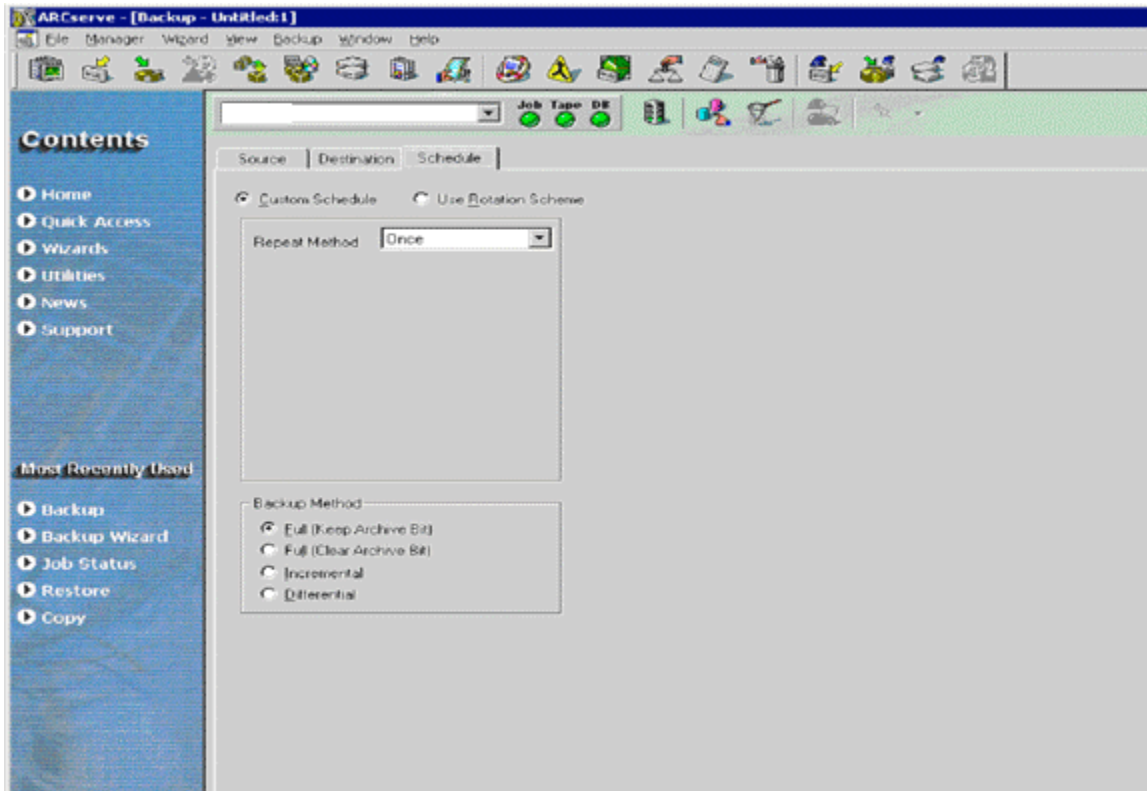 ARCserve - [Backup - Untitled:1]
File Manager Wizard View Backup Window Help
Job Tape DB
Contents
Home
Quick Access
Wizards
Utilities
News
Support
Most Recently Used
Backup
Backup Wizard
Job Status
Restore
Copy
Source Destination Schedule
Custom Schedule Use Rotation Scheme
Repeat Method Once
Backup Method
Full (Keep Archive Bit)
Full (Clear Archive Bit)
Incremental
Differential